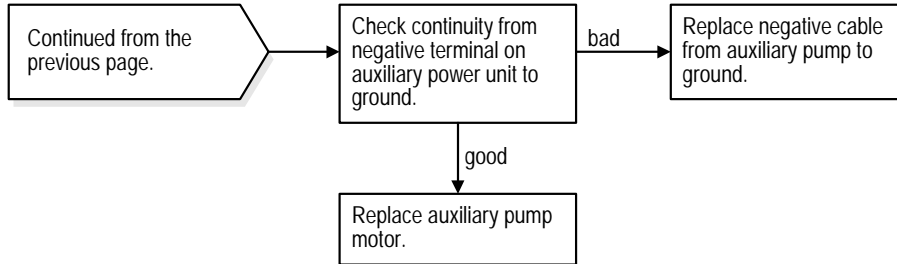 Continued from the
previous page.
Check continuity from
negative terminal on
auxiliary power unit to
ground.
bad
Replace negative cable
from auxiliary pump to
ground.
good
Replace auxiliary pump
motor.